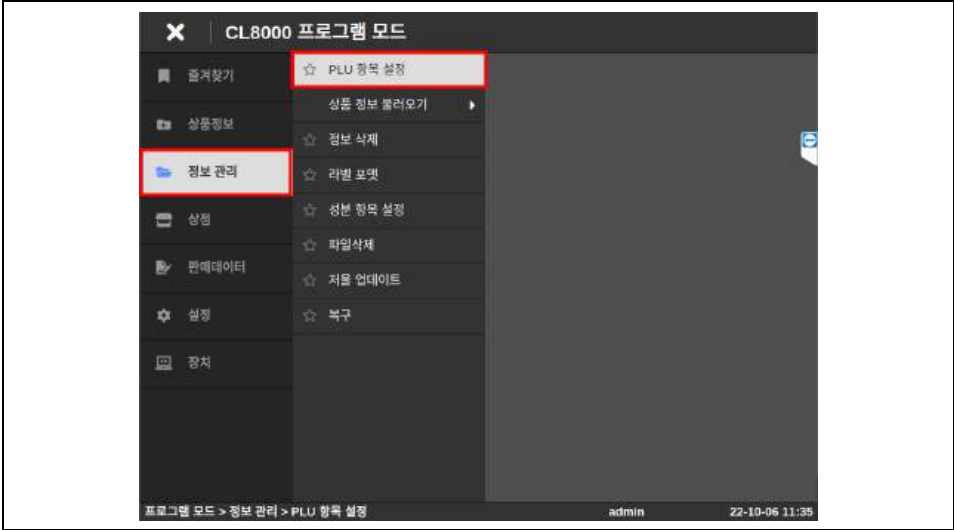 CL8000 프로그램 모드
즐겨찾기
상품정보
정보 관리
상점
판매데이터
설정
장치
PLU 항목 설정
상품 정보 불러오기
정보 삭제
라벨 포맷
성분 항목 설정
파일삭제
저울 업데이트
복구
프로그램 모드 > 정보 관리 > PLU 항목 설정
admin
22-10-06 11:35